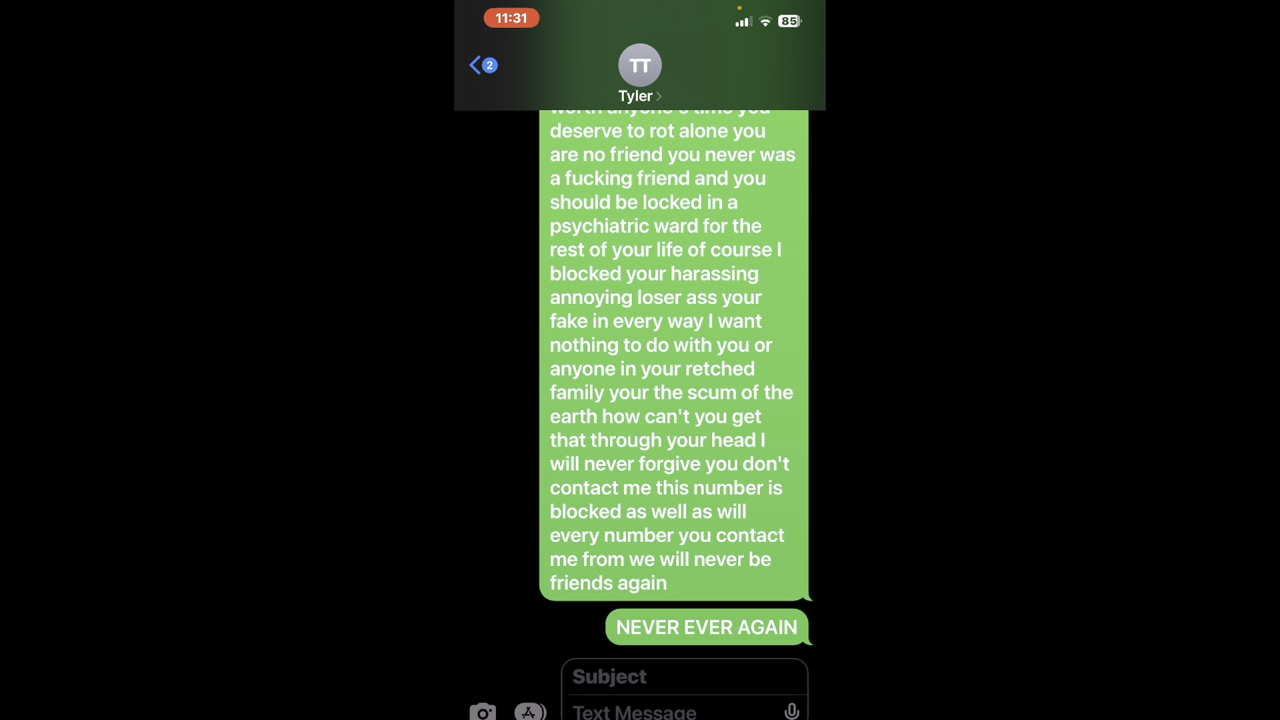 11:31
85
2
TT
Tyler
worth anyone's time you
deserve to rot alone you
are no friend you never was
a fucking friend and you
should be locked in a
psychiatric ward for the
rest of your life of course I
blocked your harassing
annoying loser ass your
fake in every way I want
nothing to do with you or
anyone in your retched
family your the scum of the
earth how can't you get
that through your head I
will never forgive you don't
contact me this number is
blocked as well as will
every number you contact
me from we will never be
friends again
NEVER EVER AGAIN
Subject
Text Message